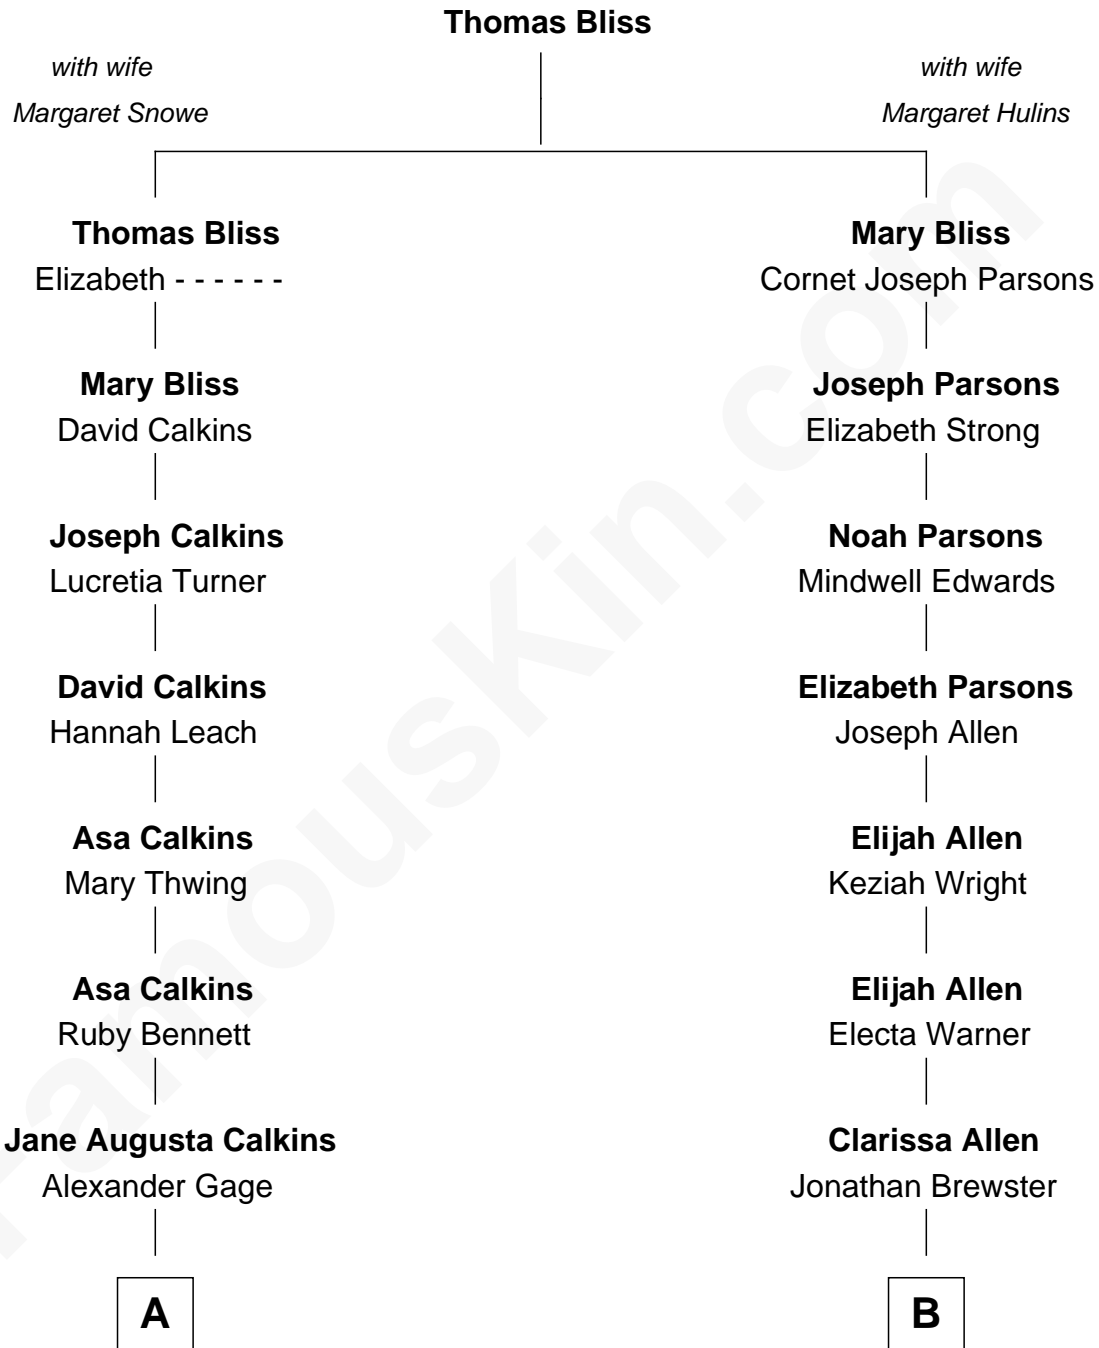 Thomas Bliss
with wife
Margaret Snowe
with wife
Margaret Hulins
Thomas Bliss
Elizabeth - - - - - -
Mary Bliss
Cornet Joseph Parsons
Mary Bliss
David Calkins
Joseph Parsons
Elizabeth Strong
Joseph Calkins
Lucretia Turner
Noah Parsons
Mindwell Edwards
David Calkins
Hannah Leach
Elizabeth Parsons
Joseph Allen
Asa Calkins
Mary Thwing
Elijah Allen
Keziah Wright
Asa Calkins
Ruby Bennett
Elijah Allen
Electa Warner
Jane Augusta Calkins
Alexander Gage
Clarissa Allen
Jonathan Brewster
A
B
FamousKin.com